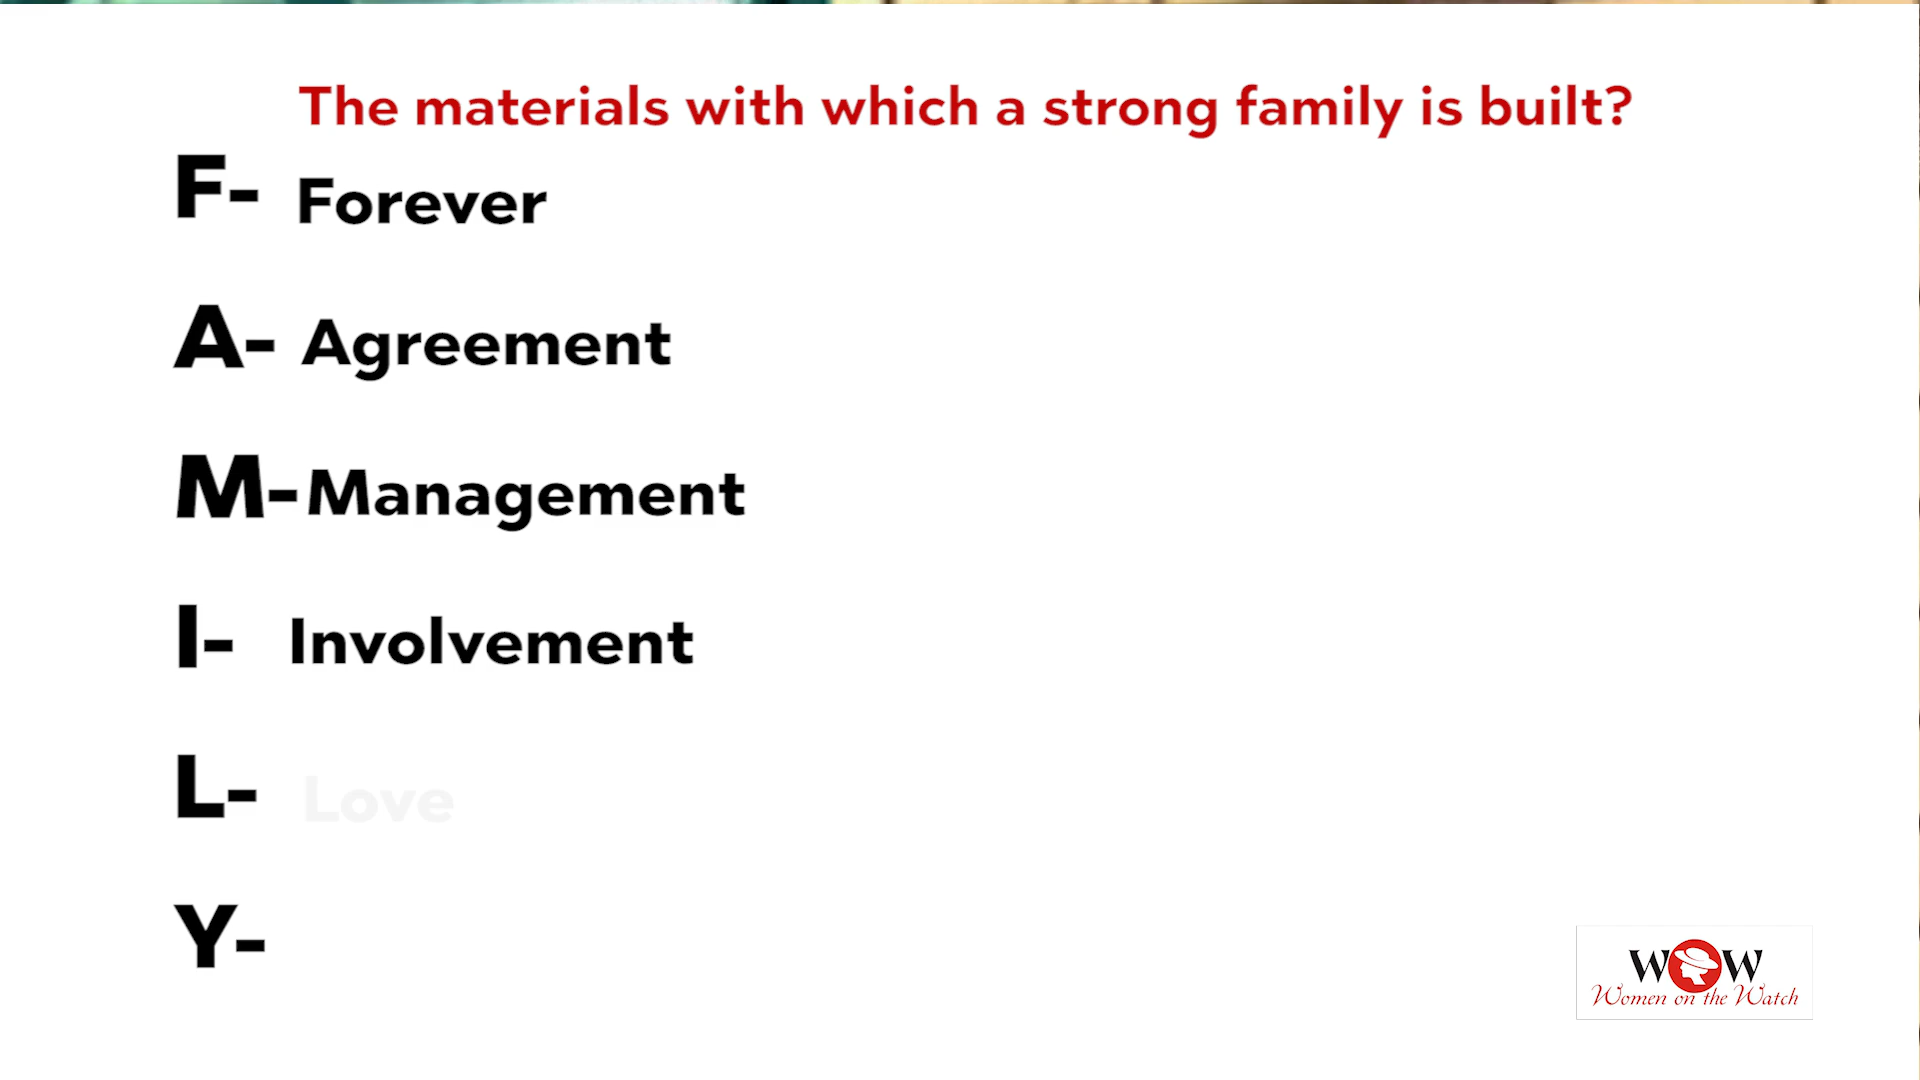 The materials with which a strong family is built?
F- Forever
A- Agreement
M- Management
I- Involvement
L- Love
Y-
WOW
Women on the Watch